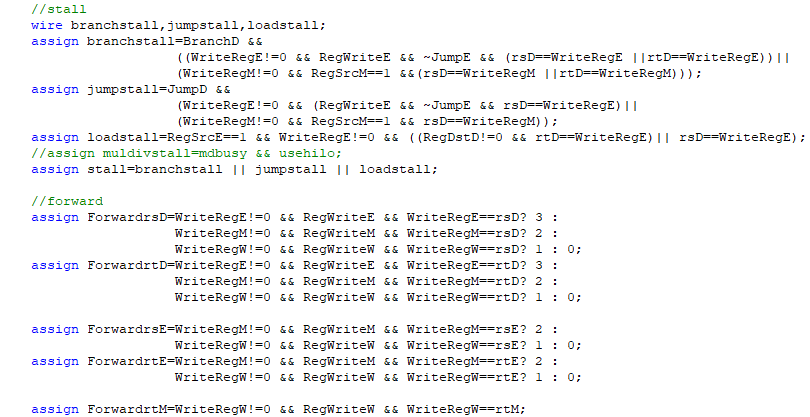 //stall
wire branchstall,jumpstall,loadstall;
assign branchstall=BranchD &&
((WriteRegE!=0 && RegWriteE && ~JumpE && (rsD==WriteRegE ||rtD==WriteRegE))||
(WriteRegM!=0 && RegSrcM==1 &&(rsD==WriteRegM ||rtD==WriteRegM)));
assign jumpstall=JumpD &&
(WriteRegE!=0 && (RegWriteE && ~JumpE && rsD==WriteRegE)||
(WriteRegM!=0 && RegSrcM==1 && rsD==WriteRegM));
assign loadstall=RegSrcE==1 && WriteRegE!=0 && ((RegDstD!=0 && rtD==WriteRegE)|| rsD==WriteRegE);
//assign muldivstall=mdbusy && usehilo;
assign stall=branchstall || jumpstall || loadstall;
//forward
assign ForwardrsD=WriteRegE!=0 && RegWriteE && WriteRegE==rsD? 3 :
WriteRegM!=0 && RegWriteM && WriteRegM==rsD? 2 :
WriteRegW!=0 && RegWriteW && WriteRegW==rsD? 1 : 0;
assign ForwardrtD=WriteRegE!=0 && RegWriteE && WriteRegE==rtD? 3 :
WriteRegM!=0 && RegWriteM && WriteRegM==rtD? 2 :
WriteRegW!=0 && RegWriteW && WriteRegW==rtD? 1 : 0;
assign ForwardrsE=WriteRegM!=0 && RegWriteM && WriteRegM==rsE? 2 :
WriteRegW!=0 && RegWriteW && WriteRegW==rsE? 1 : 0;
assign ForwardrtE=WriteRegM!=0 && RegWriteM && WriteRegM==rtE? 2 :
WriteRegW!=0 && RegWriteW && WriteRegW==rtE? 1 : 0;
assign ForwardrtM=WriteRegW!=0 && RegWriteW && WriteRegW==rtM;